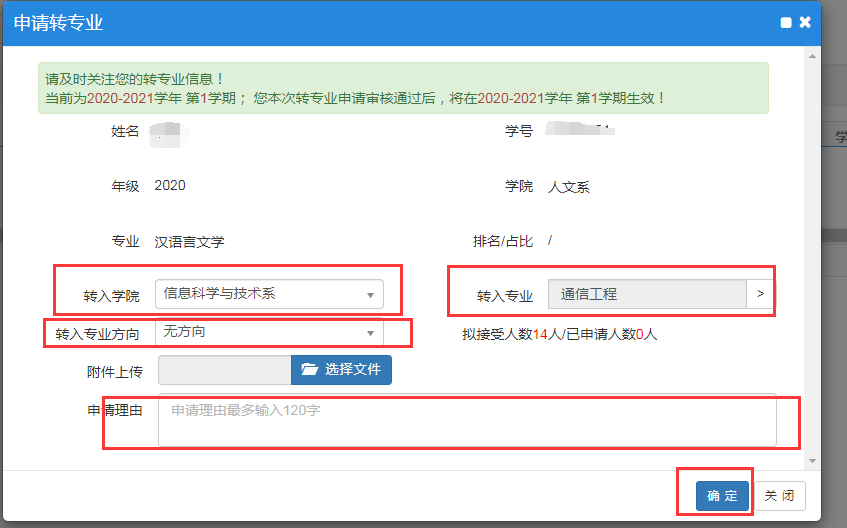 申请转专业
请及时关注您的转专业信息！
当前为2020-2021学年 第1学期； 您本次转专业申请审核通过后，将在2020-2021学年 第1学期生效！
姓名 学号
学
年级 2020 学院 人文系
专业 汉语言文学 排名/占比 /
转入学院 信息科学与技术系 转入专业 通信工程 >
转入专业方向 无方向 拟接受人数14人/已申请人数0人
附件上传 选择文件
申请理由 申请理由最多输入120字
确 定 关 闭